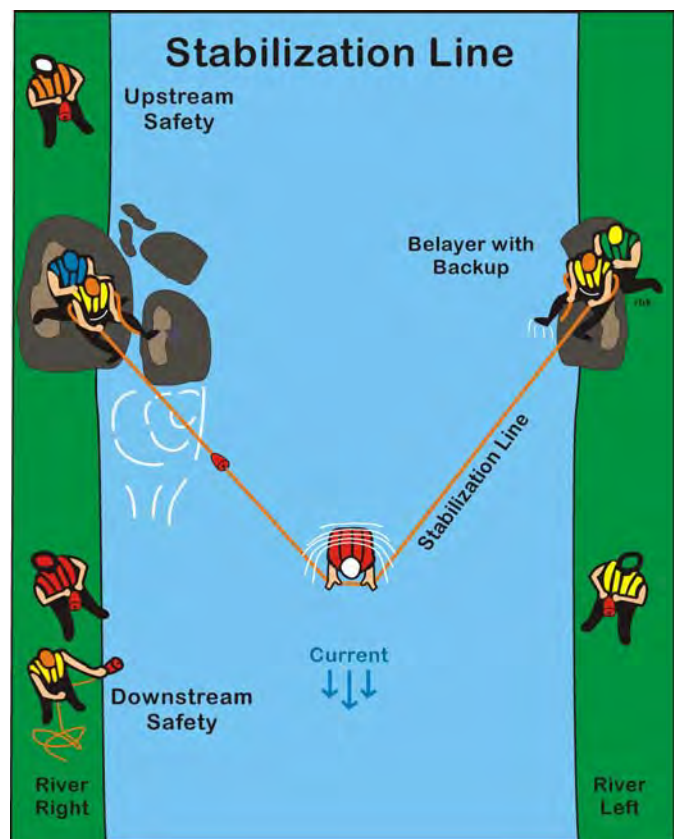 Stabilization Line
Upstream
Safety
Belayer with
Backup
Stabilization Line
Current
Downstream
Safety
River
Right
River
Left